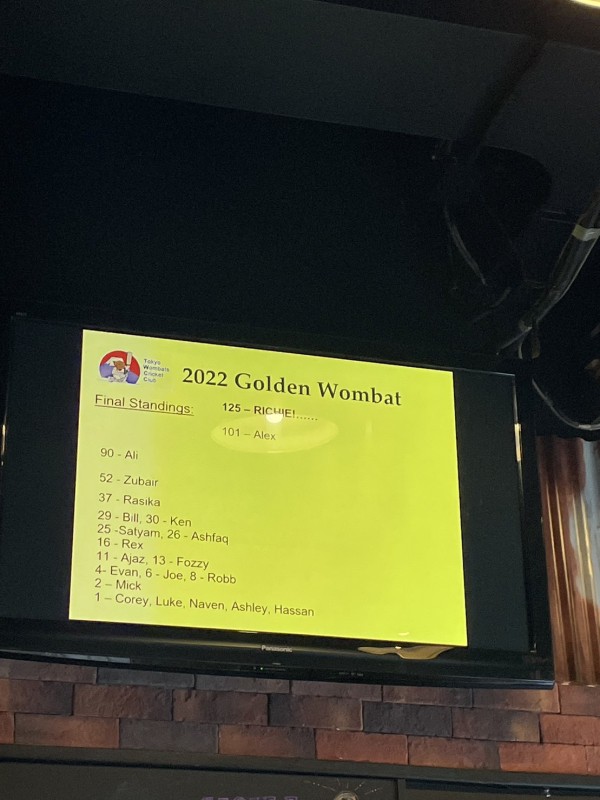 Tokyo
Wombats
Cricket
Club
2022 Golden Wombat
Final Standings:
125 – RICHIE!......
101 – Alex
90 - Ali
52 - Zubair
37 - Rasika
29 - Bill, 30 - Ken
25 -Satyam, 26 - Ashfaq
16 - Rex
11 - Ajaz, 13 - Fozzy
4- Evan, 6 - Joe, 8 - Robb
2 – Mick
1 – Corey, Luke, Naven, Ashley, Hassan
Panasonic